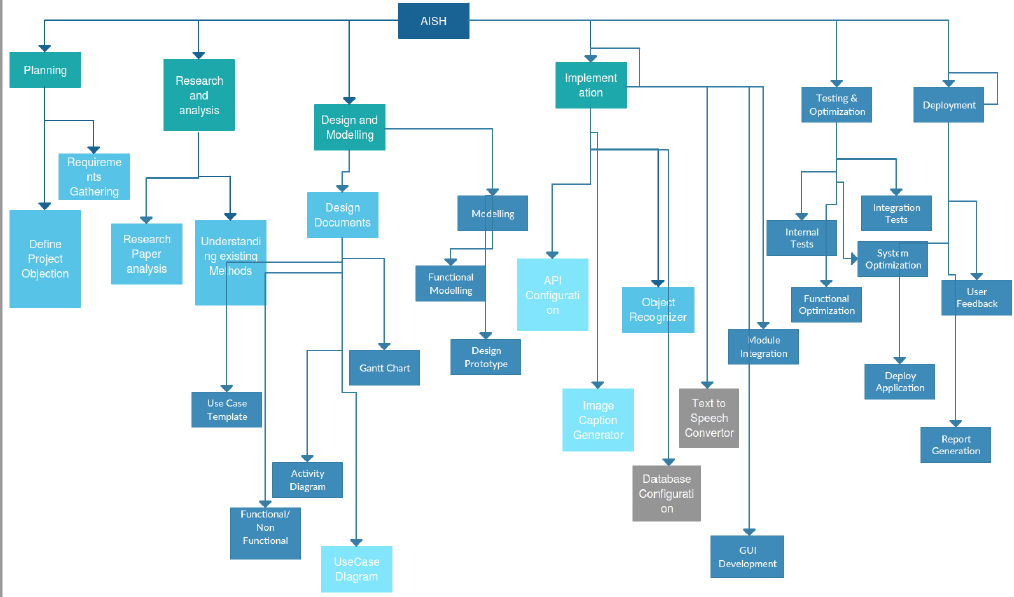 AISH
Planning
Research
and
analysis
Design and
Modelling
Implement
ation
Testing &
Optimization
Deployment
Requireme
nts
Gathering
Define
Project
Objection
Research
Paper
analysis
Understandi
ng existing
Methods
Design
Documents
Modelling
Functional
Modelling
Design
Prototype
Gantt Chart
Use Case
Template
Activity
Diagram
Functional/
Non
Functional
UseCase
DIagram
API
Configurati
on
Object
Recognizer
Module
Integration
Image
Caption
Generator
Text to
Speech
Convertor
Database
Configurati
on
GUI
Development
Internal
Tests
Integration
Tests
System
Optimization
Functional
Optimization
User
Feedback
Deploy
Application
Report
Generation